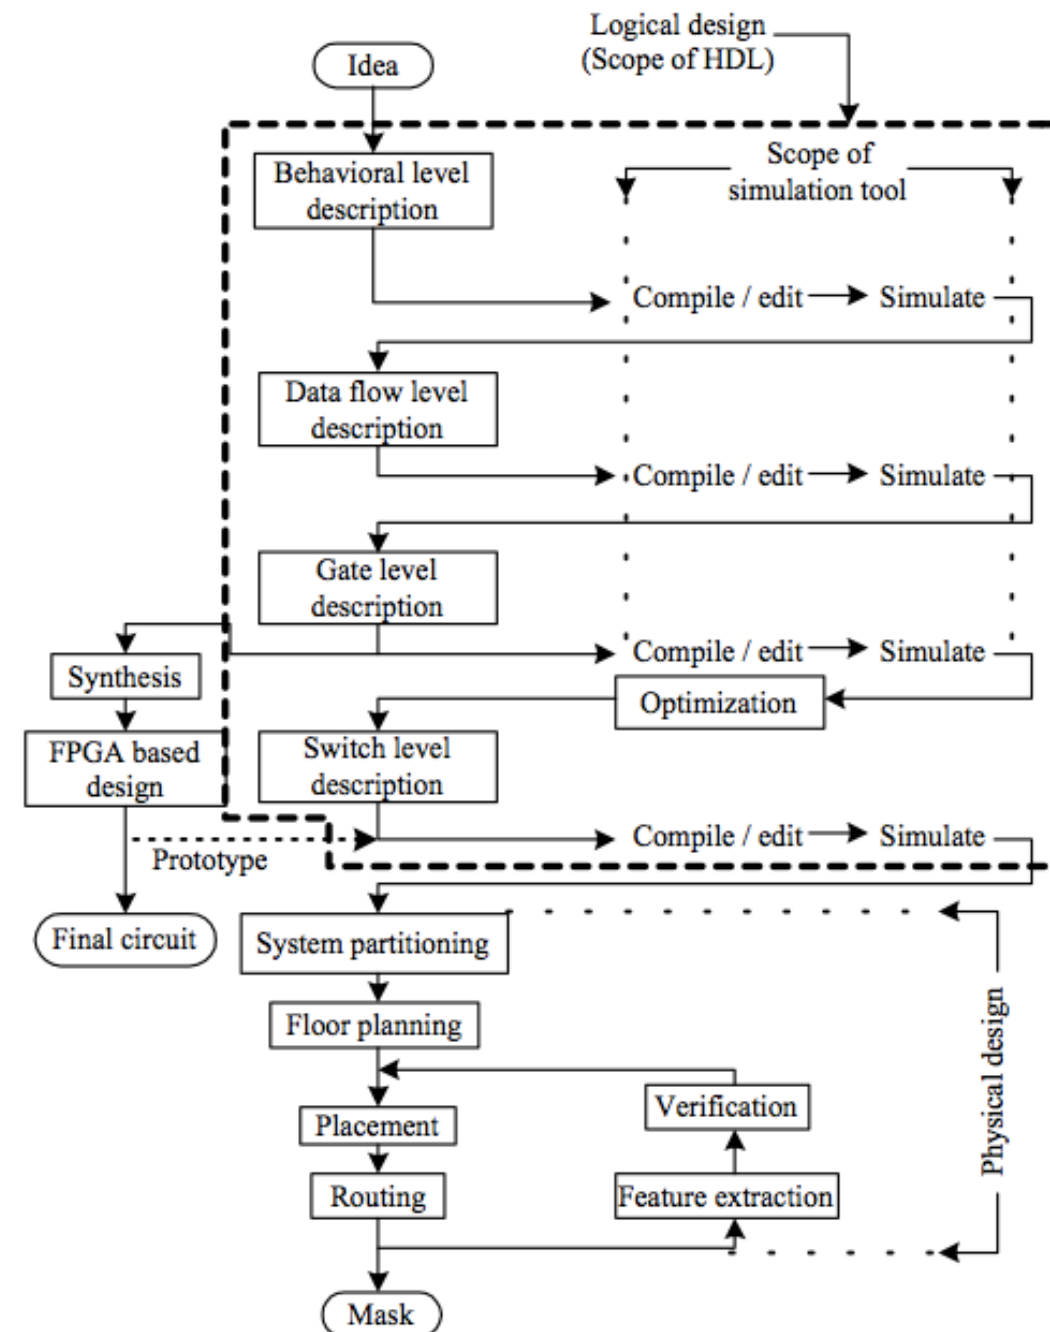 Logical design
(Scope of HDL)
Idea
Behavioral level
description
Scope of
simulation tool
Compile / edit
Simulate
Data flow level
description
Compile / edit
Simulate
Gate level
description
Compile / edit
Simulate
Synthesis
Optimization
FPGA based
design
Switch level
description
Compile / edit
Simulate
Prototype
Final circuit
System partitioning
Floor planning
Physical design
Verification
Placement
Routing
Feature extraction
Mask